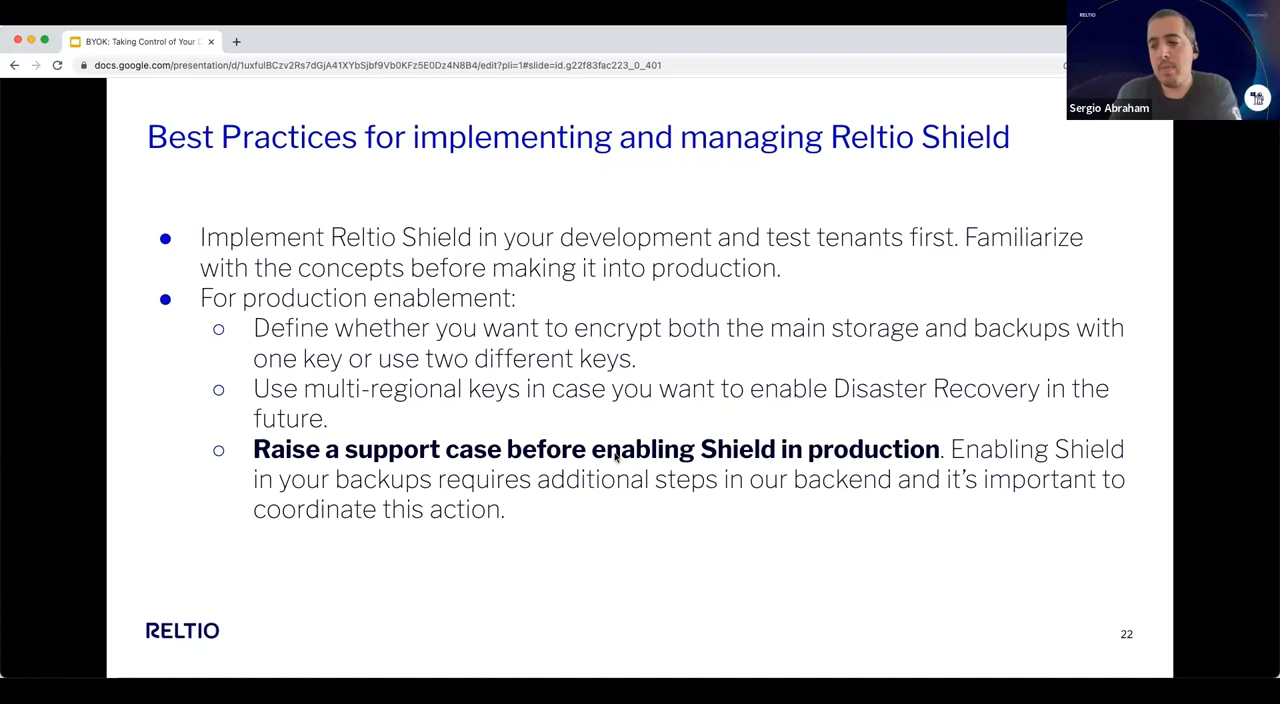 BYOK: Taking Control of Your D
docs.google.com/presentation/d/1uxfulBCzv2Rs7dGjA41XYbSjbf9Vb0KFz5E0Dz4N8B4/edit?pli=1#slide=id.g22f83fac223_0_401
RELTIO
Sergio Abraham
Best Practices for implementing and managing Reltio Shield
Implement Reltio Shield in your development and test tenants first. Familiarize
with the concepts before making it into production.
For production enablement:
Define whether you want to encrypt both the main storage and backups with
one key or use two different keys.
Use multi-regional keys in case you want to enable Disaster Recovery in the
future.
Raise a support case before enabling Shield in production. Enabling Shield
in your backups requires additional steps in our backend and it's important to
coordinate this action.
RELTIO
22